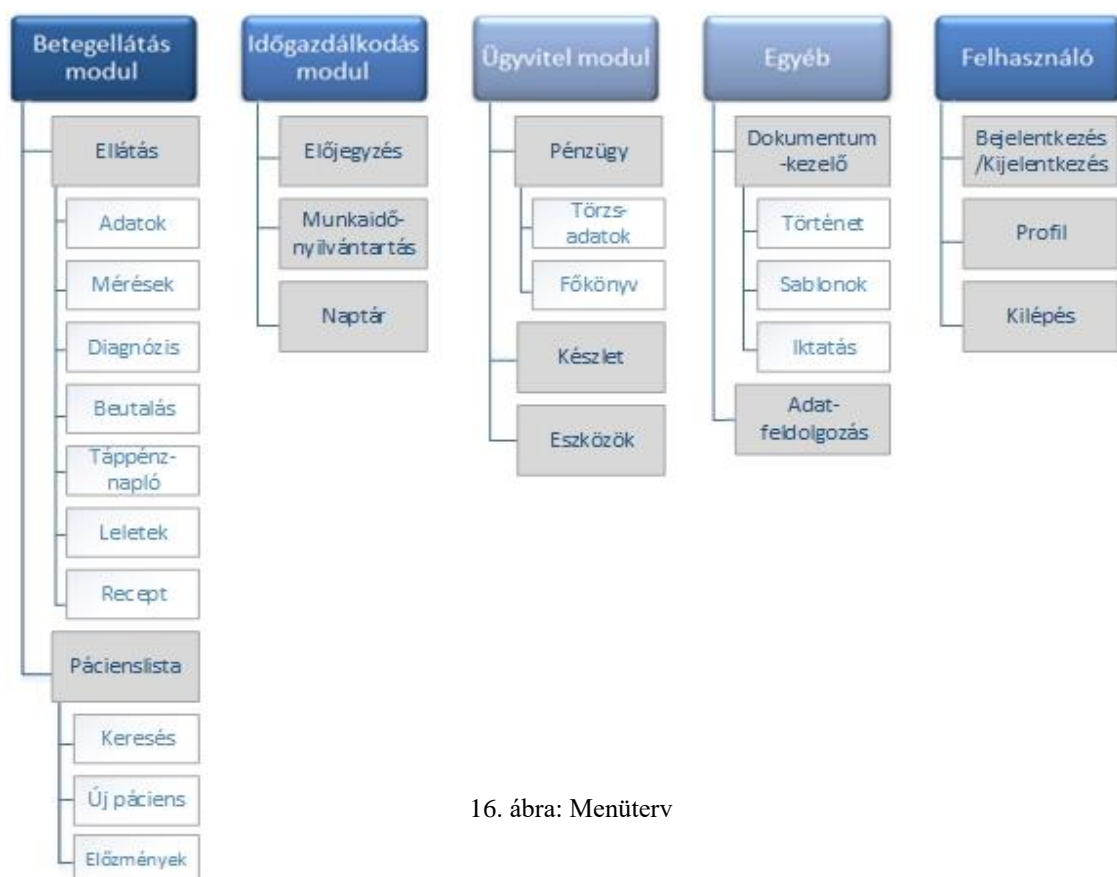 Betegellátás
modul
Ellátás
Adatok
Mérések
Diagnózis
Beutalás
Táppénz-
napló
Leletek
Recept
Pácienslista
Keresés
Új páciens
Előzmények
Időgazdálkodás
modul
Előjegyzés
Munkaidő-
nyilvántartás
Naptár
Ügyvitel modul
Pénzügy
Törzs-
adatok
Főkönyv
Készlet
Eszközök
Egyéb
Dokumentum
-kezelő
Történet
Sablonok
Iktatás
Adat-
feldolgozás
Felhasználó
Bejelentkezés
/Kijelentkezés
Profil
Kilépés
16. ábra: Menüterv